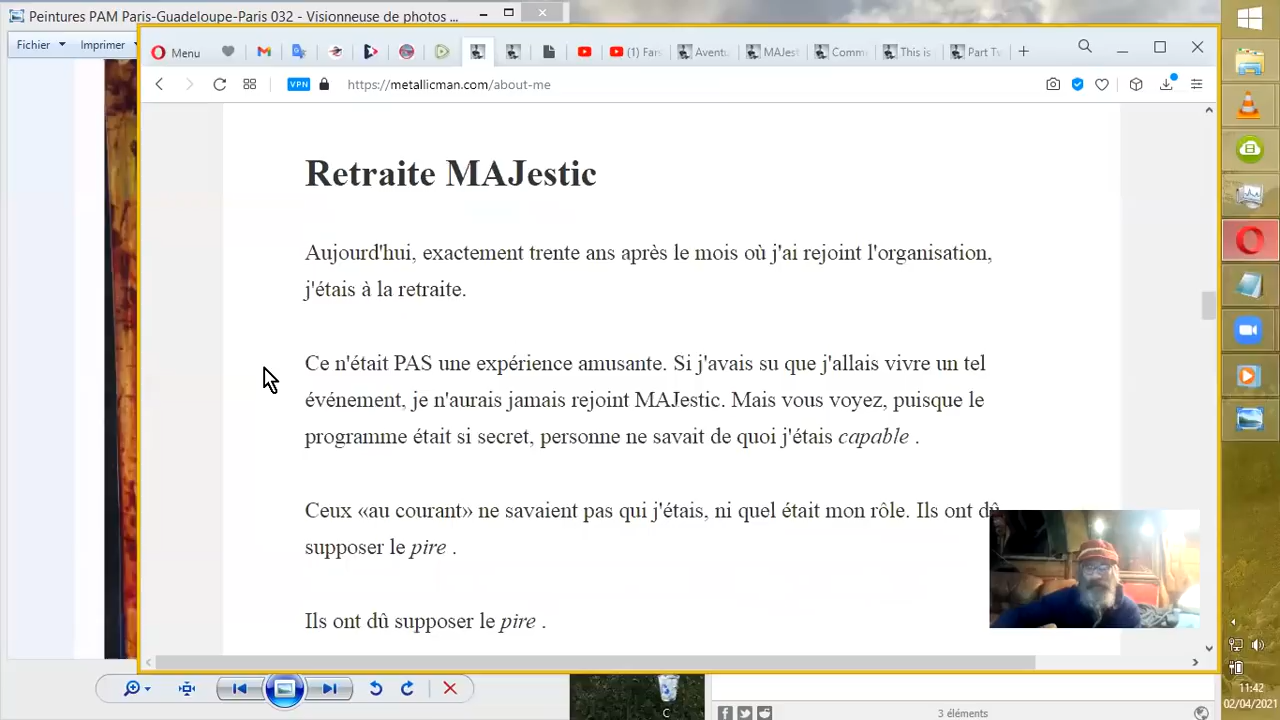 Peintures PAM Paris-Guadeloupe-Paris 032 - Visionneuse de photos ...
Fichier Imprimer
Menu
(1) Far
Aventu
MAJest
Comm
This is
Part Tw
VPN https://metallicman.com/about-me
Retraite MAJestic
Aujourd'hui, exactement trente ans après le mois où j'ai rejoint l'organisation,
j'étais à la retraite.
Ce n'était PAS une expérience amusante. Si j'avais su que j'allais vivre un tel
événement, je n'aurais jamais rejoint MAJestic. Mais vous voyez, puisque le
programme était si secret, personne ne savait de quoi j'étais capable .
Ceux «au courant» ne savaient pas qui j'étais, ni quel était mon rôle. Ils ont dû
supposer le pire .
Ils ont dû supposer le pire .
C
3 éléments
11:42
02/04/2021